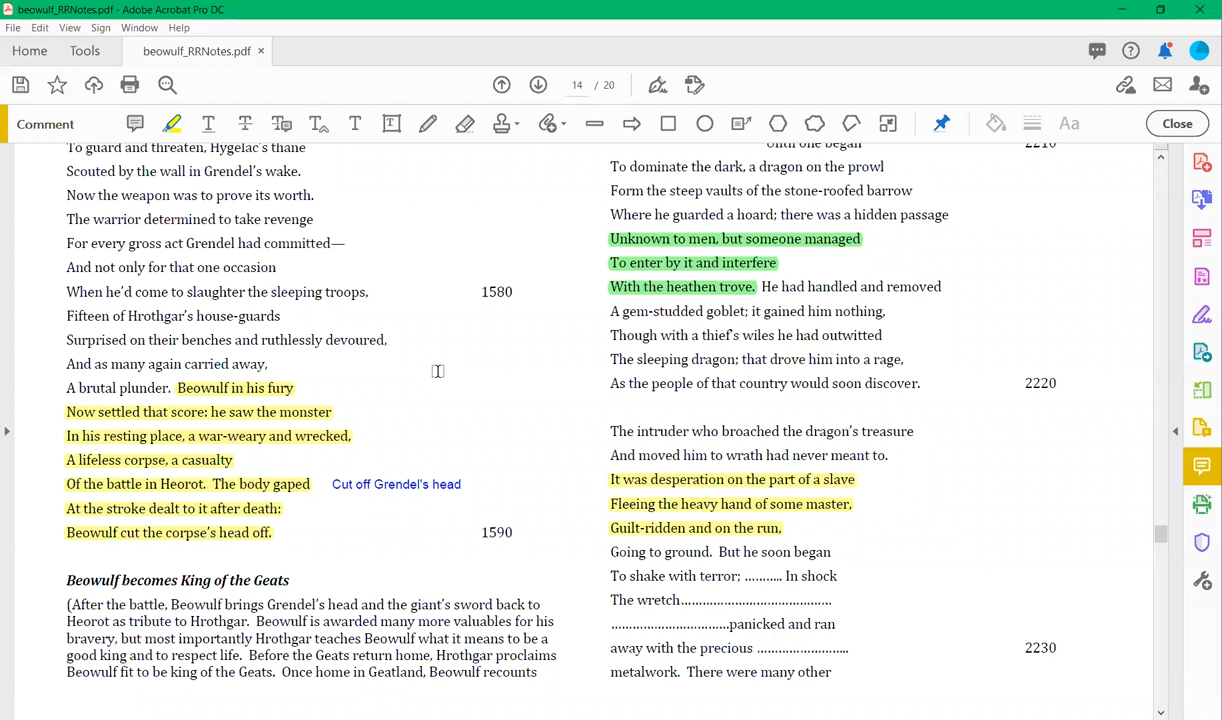 beowulf_RRNotes.pdf - Adobe Acrobat Pro DC
File Edit View Sign Window Help
Home Tools beowulf_RRNotes.pdf ×
14 / 20
Comment
Close
To guard and threaten, Hygelac's thane
Scouted by the wall in Grendel's wake.
Now the weapon was to prove its worth.
The warrior determined to take revenge
For every gross act Grendel had committed—
And not only for that one occasion
When he'd come to slaughter the sleeping troops, 1580
Fifteen of Hrothgar's house-guards
Surprised on their benches and ruthlessly devoured,
And as many again carried away,
A brutal plunder. Beowulf in his fury
Now settled that score: he saw the monster
In his resting place, a war-weary and wrecked,
A lifeless corpse, a casualty
Of the battle in Heorot. The body gaped Cut off Grendel's head
At the stroke dealt to it after death:
Beowulf cut the corpse's head off. 1590
Beowulf becomes King of the Geats
(After the battle, Beowulf brings Grendel's head and the giant's sword back to
Heorot as tribute to Hrothgar. Beowulf is awarded many more valuables for his
bravery, but most importantly Hrothgar teaches Beowulf what it means to be a
good king and to respect life. Before the Geats return home, Hrothgar proclaims
Beowulf fit to be king of the Geats. Once home in Geatland, Beowulf recounts
Until one began 2210
To dominate the dark, a dragon on the prowl
Form the steep vaults of the stone-roofed barrow
Where he guarded a hoard; there was a hidden passage
Unknown to men, but someone managed
To enter by it and interfere
With the heathen trove. He had handled and removed
A gem-studded goblet; it gained him nothing,
Though with a thief's wiles he had outwitted
The sleeping dragon; that drove him into a rage,
As the people of that country would soon discover. 2220
The intruder who broached the dragon's treasure
And moved him to wrath had never meant to.
It was desperation on the part of a slave
Fleeing the heavy hand of some master,
Guilt-ridden and on the run,
Going to ground. But he soon began
To shake with terror; ……….. In shock
The wretch……………………………………
……………………………panicked and ran
away with the precious …………………….. 2230
metalwork. There were many other